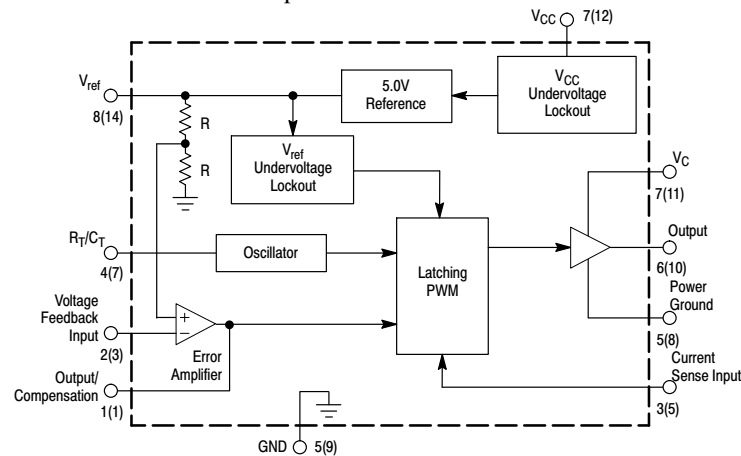 VCC 7(12)
Vref
8(14)
5.0V
Reference
VCC
Undervoltage
Lockout
R
R
Vref
Undervoltage
Lockout
VC
7(11)
RT/CT
4(7)
Oscillator
Latching
PWM
Output
6(10)
Voltage
Feedback
Input
2(3)
+
−
Error
Amplifier
Power
Ground
5(8)
Output/
Compensation
1(1)
Current
Sense Input
3(5)
GND 5(9)